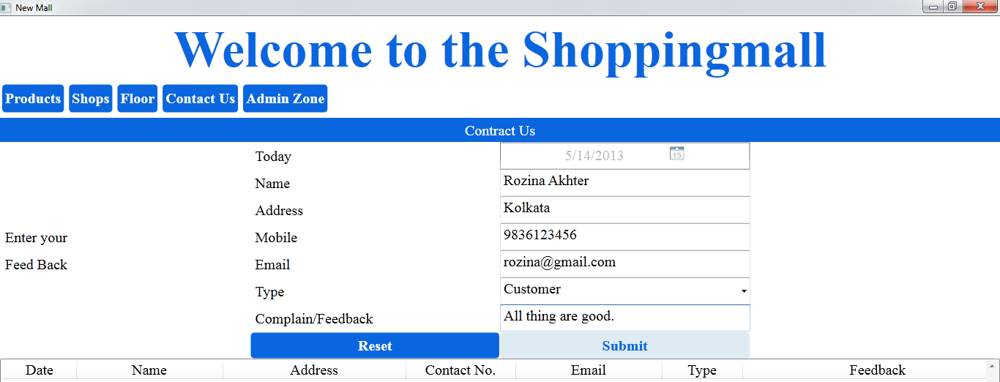 New Mall
Welcome to the Shoppingmall
Products Shops Floor Contact Us Admin Zone
Contract Us
Today 5/14/2013 15
Name Rozina Akhter
Address Kolkata
Enter your Mobile 9836123456
Feed Back Email rozina@gmail.com
Type Customer
Complain/Feedback All thing are good.
Reset Submit
Date Name Address Contact No. Email Type Feedback